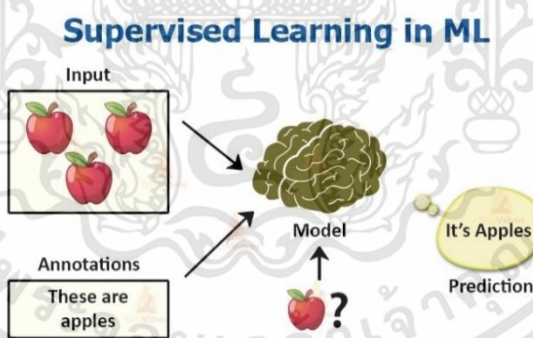 Supervised Learning in ML
Input
Annotations
These are
apples
Model
?
It's Apples
Prediction